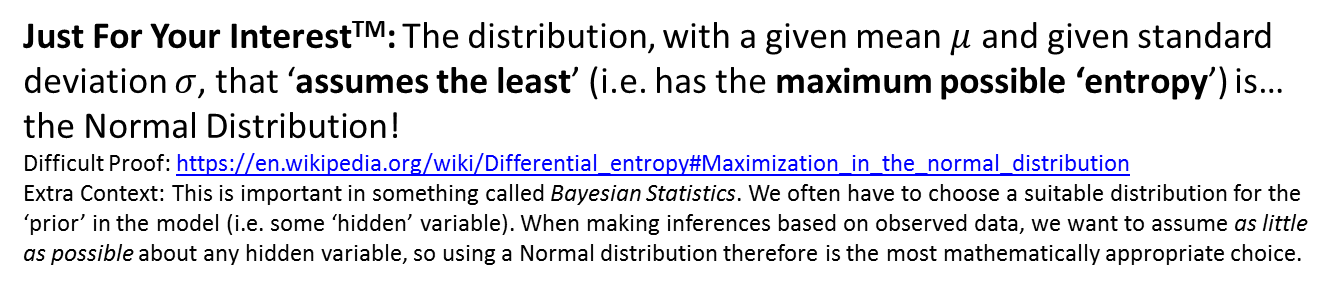 Just For Your Interest™: The distribution, with a given mean 𝜇 and given standard
deviation 𝜎, that ‘assumes the least’ (i.e. has the maximum possible ‘entropy’) is…
the Normal Distribution!
Difficult Proof: https://en.wikipedia.org/wiki/Differential_entropy#Maximization_in_the_normal_distribution
Extra Context: This is important in something called Bayesian Statistics. We often have to choose a suitable distribution for the
‘prior’ in the model (i.e. some ‘hidden’ variable). When making inferences based on observed data, we want to assume as little
as possible about any hidden variable, so using a Normal distribution therefore is the most mathematically appropriate choice.